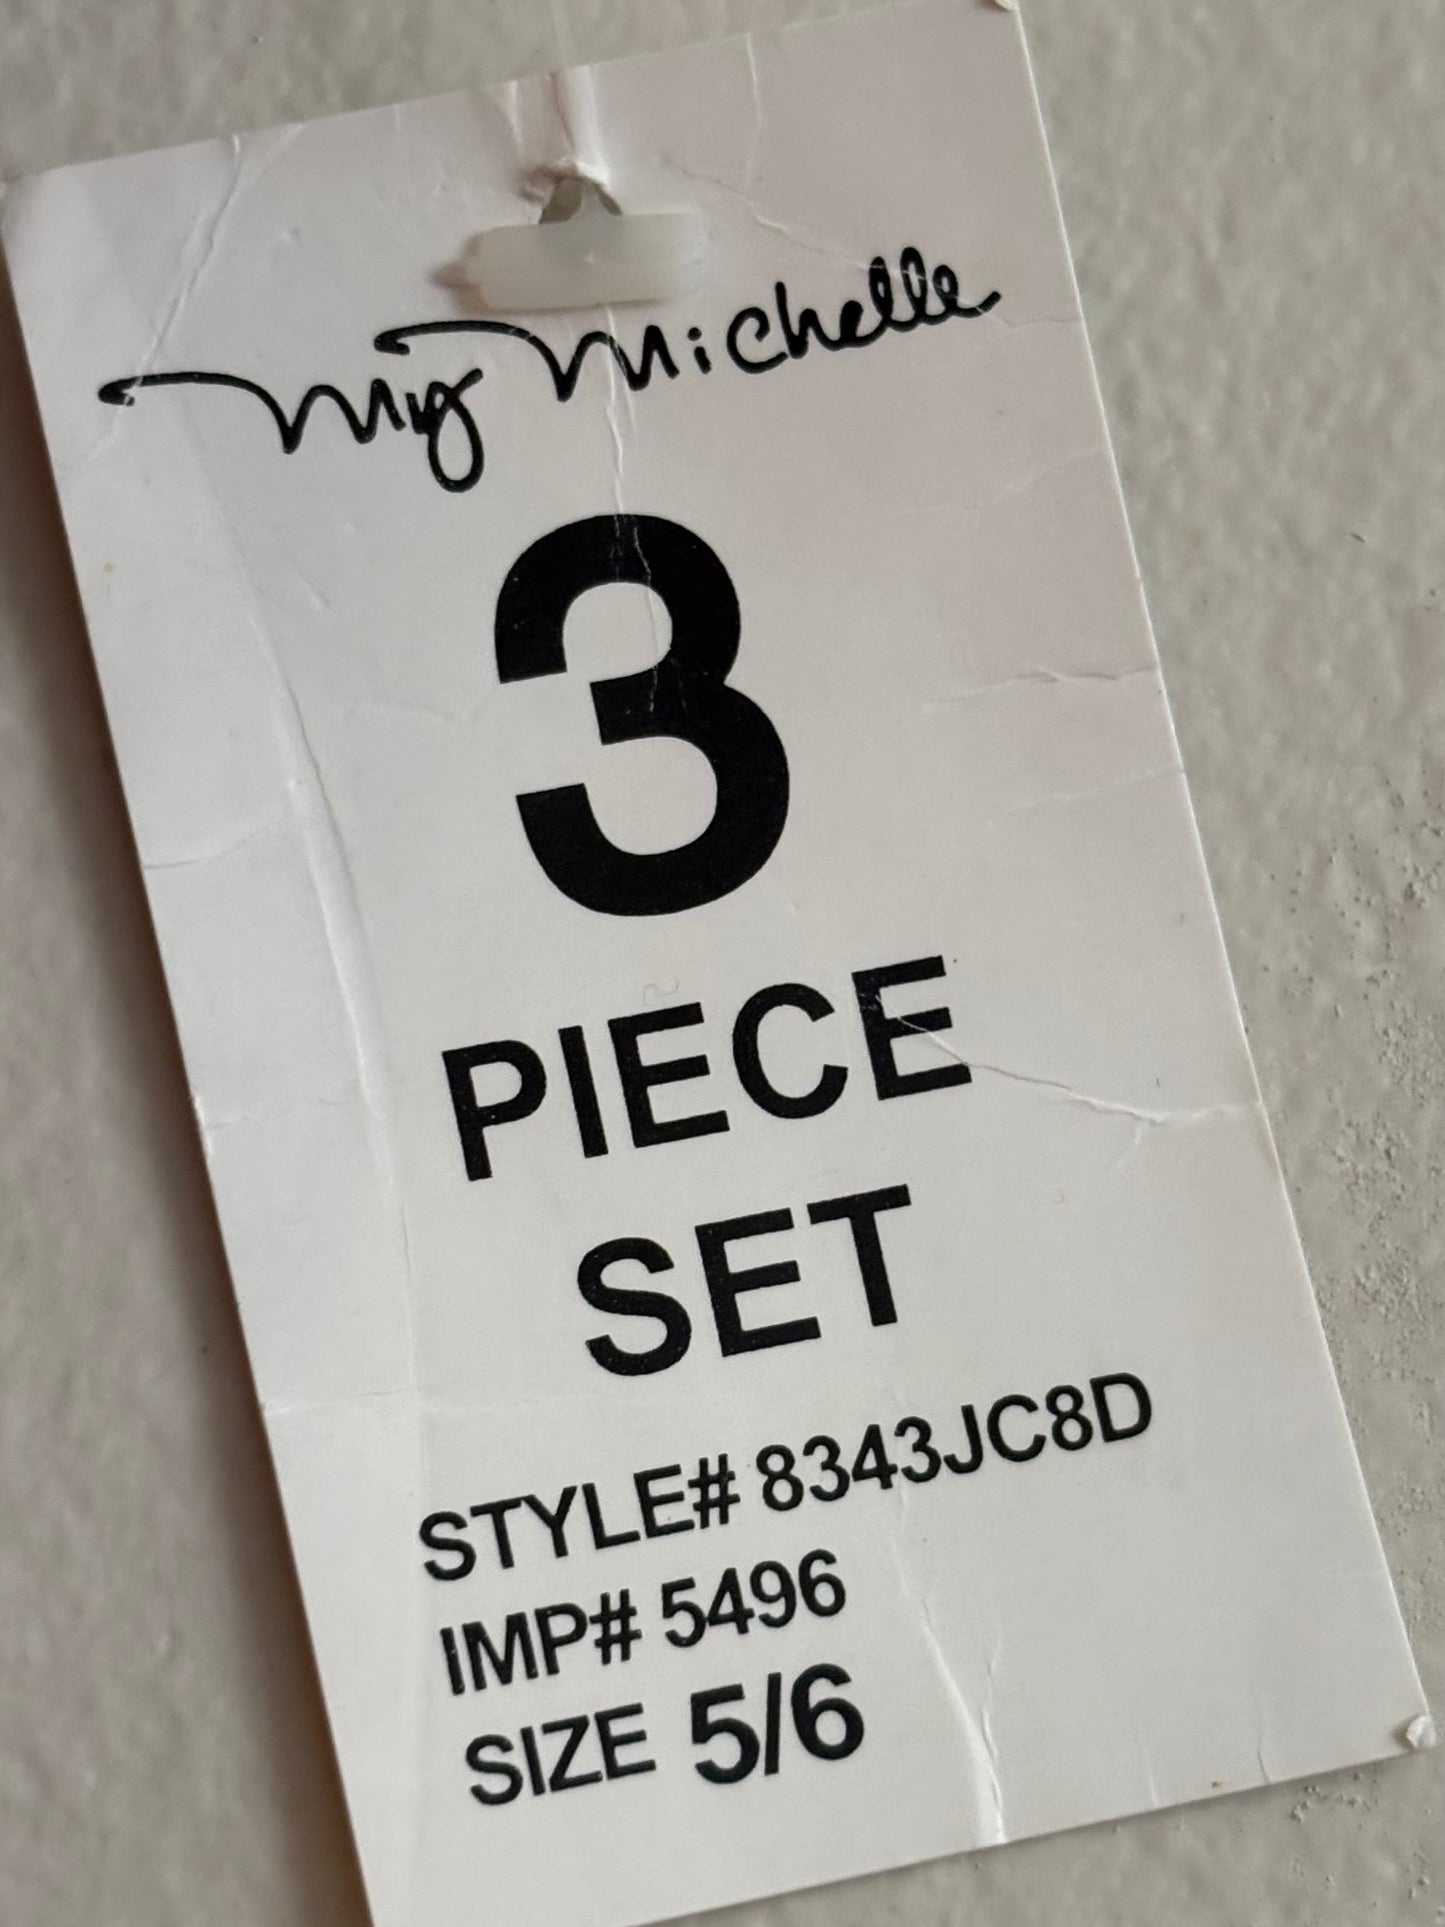 My Michelle
3
PIECE
SET
STYLE# 8343JC8D
IMP# 5496
SIZE 5/6